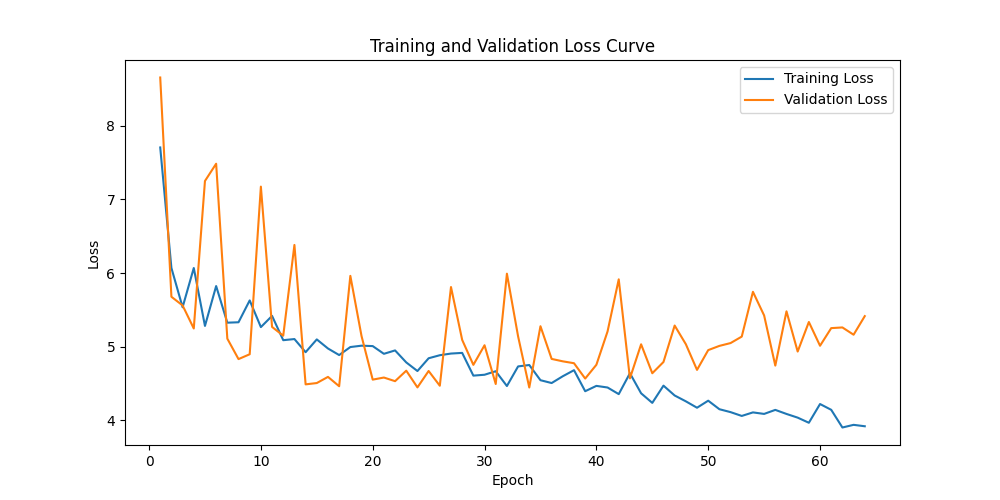 Training and Validation Loss Curve
Training Loss
Validation Loss
Loss
8
7
6
5
4
0 10 20 30 40 50 60
Epoch